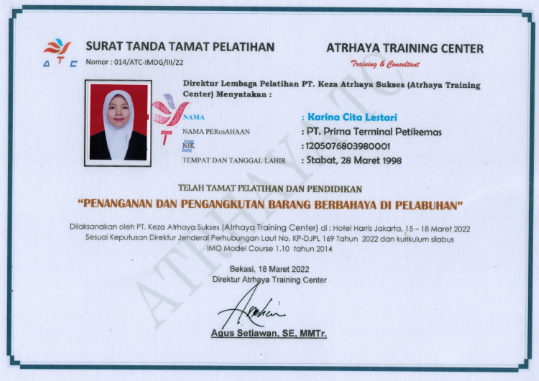 SURAT TANDA TAMAT PELATIHAN
Nomor : 014/ATC-IMDG/III/22
ATRHAYA TRAINING CENTER
Training & Consultant
A T C
Direktur Lembaga Pelatihan PT. Keza Atrhaya Sukses (Atrhaya Training
Center) Menyatakan :
NAMA : Karina Cita Lestari
NAMA PERUSAHAAN : PT. Prima Terminal Petikemas
NIK : 1205076803980001
TEMPAT DAN TANGGAL LAHIR : Stabat, 28 Maret 1998
TELAH TAMAT PELATIHAN DAN PENDIDIKAN
"PENANGANAN DAN PENGANGKUTAN BARANG BERBAHAYA DI PELABUHAN"
Dilaksanakan oleh PT. Keza Atrhaya Sukses (Atrhaya Training Center) di : Hotel Harris Jakarta, 15 – 18 Maret 2022
Sesuai Keputusan Direktur Jenderal Perhubungan Laut No. KP-DJPL 169 Tahun 2022 dan kurikulum silabus
IMO Model Course 1.10 tahun 2014
Bekasi, 18 Maret 2022
Direktur Atrhaya Training Center
Agus Setiawan, SE, MMTr.
ATRHAYA TC